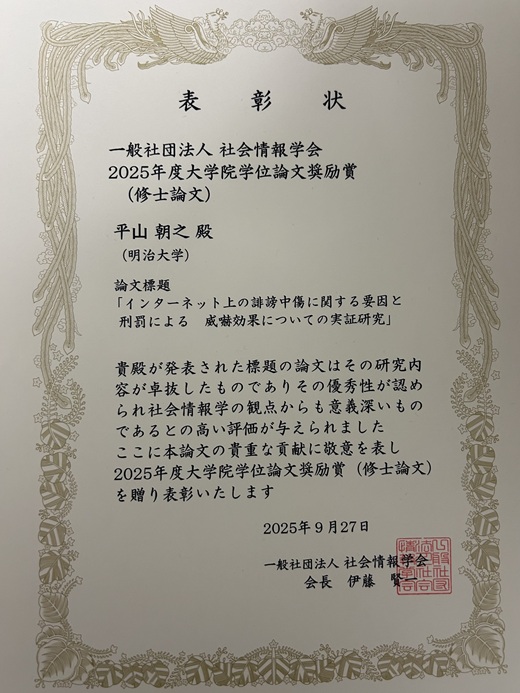 表彰状
一般社団法人 社会情報学会
2025年度大学院学位論文奨励賞
（修士論文）
平山 朝之 殿
（明治大学）
論文標題
「インターネット上の誹謗中傷に関する要因と
刑罰による　威嚇効果についての実証研究」
貴殿が発表された標題の論文はその研究内
容が卓抜したものでありその優秀性が認め
られ社会情報学の観点からも意義深いもの
であるとの高い評価が与えられました
ここに本論文の貴重な貢献に敬意を表し
2025年度大学院学位論文奨励賞（修士論文）
を贈り表彰いたします
2025年９月27日
一般社団法人 社会情報学会
会長　伊藤　賢一